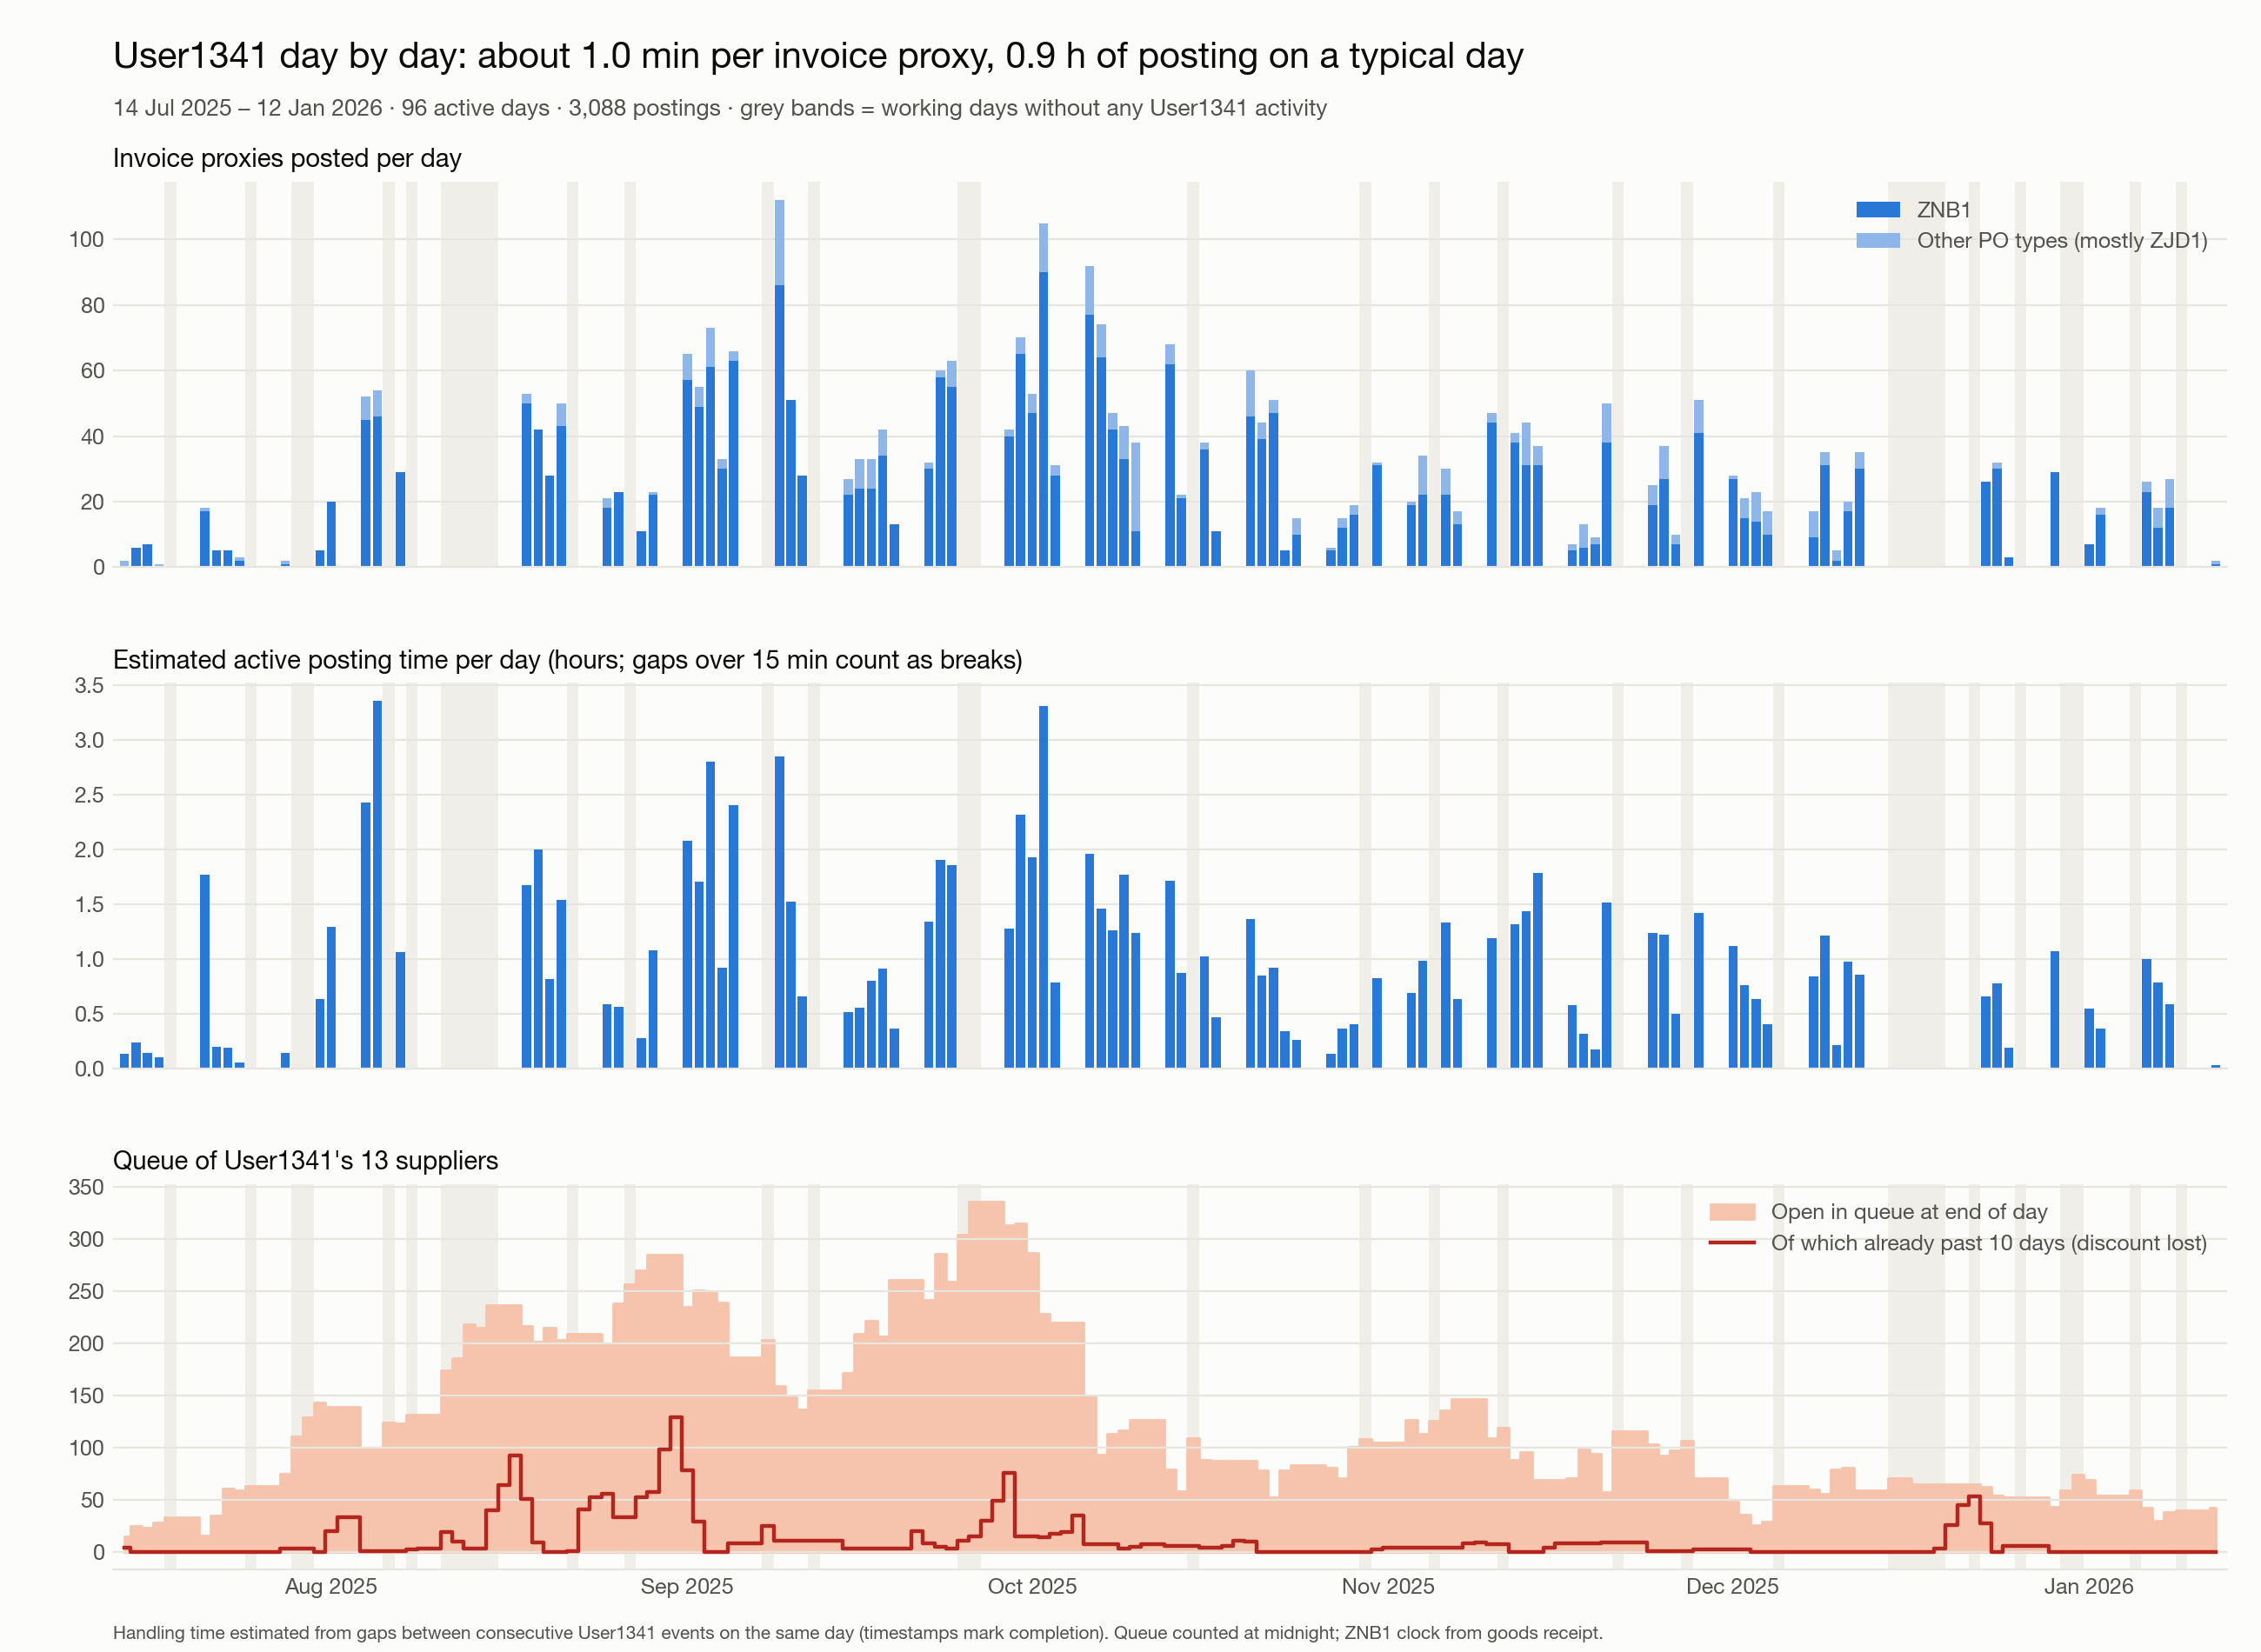 User1341 day by day: about 1.0 min per invoice proxy, 0.9 h of posting on a typical day
14 Jul 2025 – 12 Jan 2026 · 96 active days · 3,088 postings · grey bands = working days without any User1341 activity
Invoice proxies posted per day
ZNB1
Other PO types (mostly ZJD1)
100
80
60
40
20
0
Estimated active posting time per day (hours; gaps over 15 min count as breaks)
3.5
3.0
2.5
2.0
1.5
1.0
0.5
0.0
Queue of User1341's 13 suppliers
Open in queue at end of day
Of which already past 10 days (discount lost)
350
300
250
200
150
100
50
0
Aug 2025 Sep 2025 Oct 2025 Nov 2025 Dec 2025 Jan 2026
Handling time estimated from gaps between consecutive User1341 events on the same day (timestamps mark completion). Queue counted at midnight; ZNB1 clock from goods receipt.